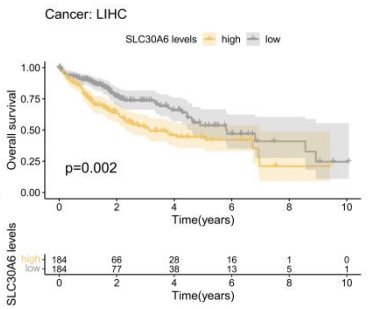 Cancer: LIHC
SLC30A6 levels high low
Overall survival
1.00
0.75
0.50
0.25
0.00
p=0.002
0 2 4 6 8 10
Time(years)
SLC30A6 levels
high 184 66 28 16 1 0
low 184 77 38 13 5 1
0 2 4 6 8 10
Time(years)